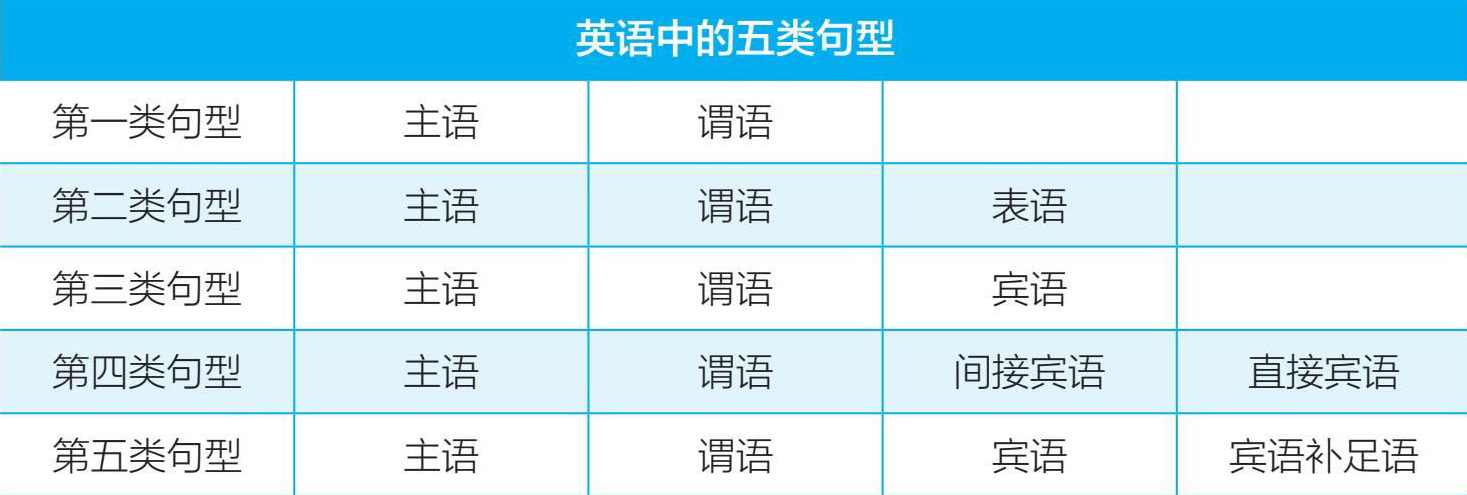 英语中的五类句型
第一类句型 主语 谓语
第二类句型 主语 谓语 表语
第三类句型 主语 谓语 宾语
第四类句型 主语 谓语 间接宾语 直接宾语
第五类句型 主语 谓语 宾语 宾语补足语